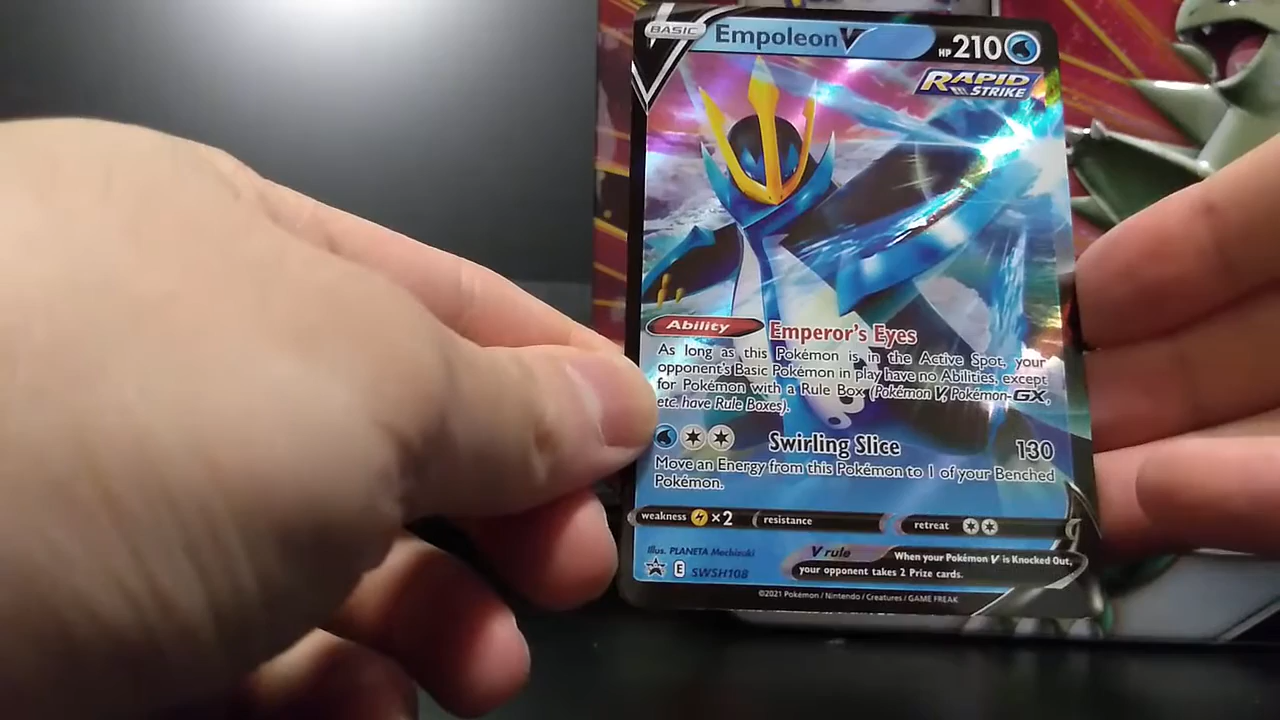 BASIC
Empoleon V
HP 210
RAPID
STRIKE
Ability Emperor's Eyes
As long as this Pokémon is in the Active Spot, your
opponent's Basic Pokémon in play have no Abilities, except
for Pokémon with a Rule Box (Pokémon V, Pokémon-GX,
etc. have Rule Boxes).
Swirling Slice 130
Move an Energy from this Pokémon to 1 of your Benched
Pokémon.
weakness ×2 resistance retreat
Illus. PLANETA Mochizuki
V rule When your Pokémon V is Knocked Out,
your opponent takes 2 Prize cards.
E SWSH108
©2021 Pokémon / Nintendo / Creatures / GAME FREAK